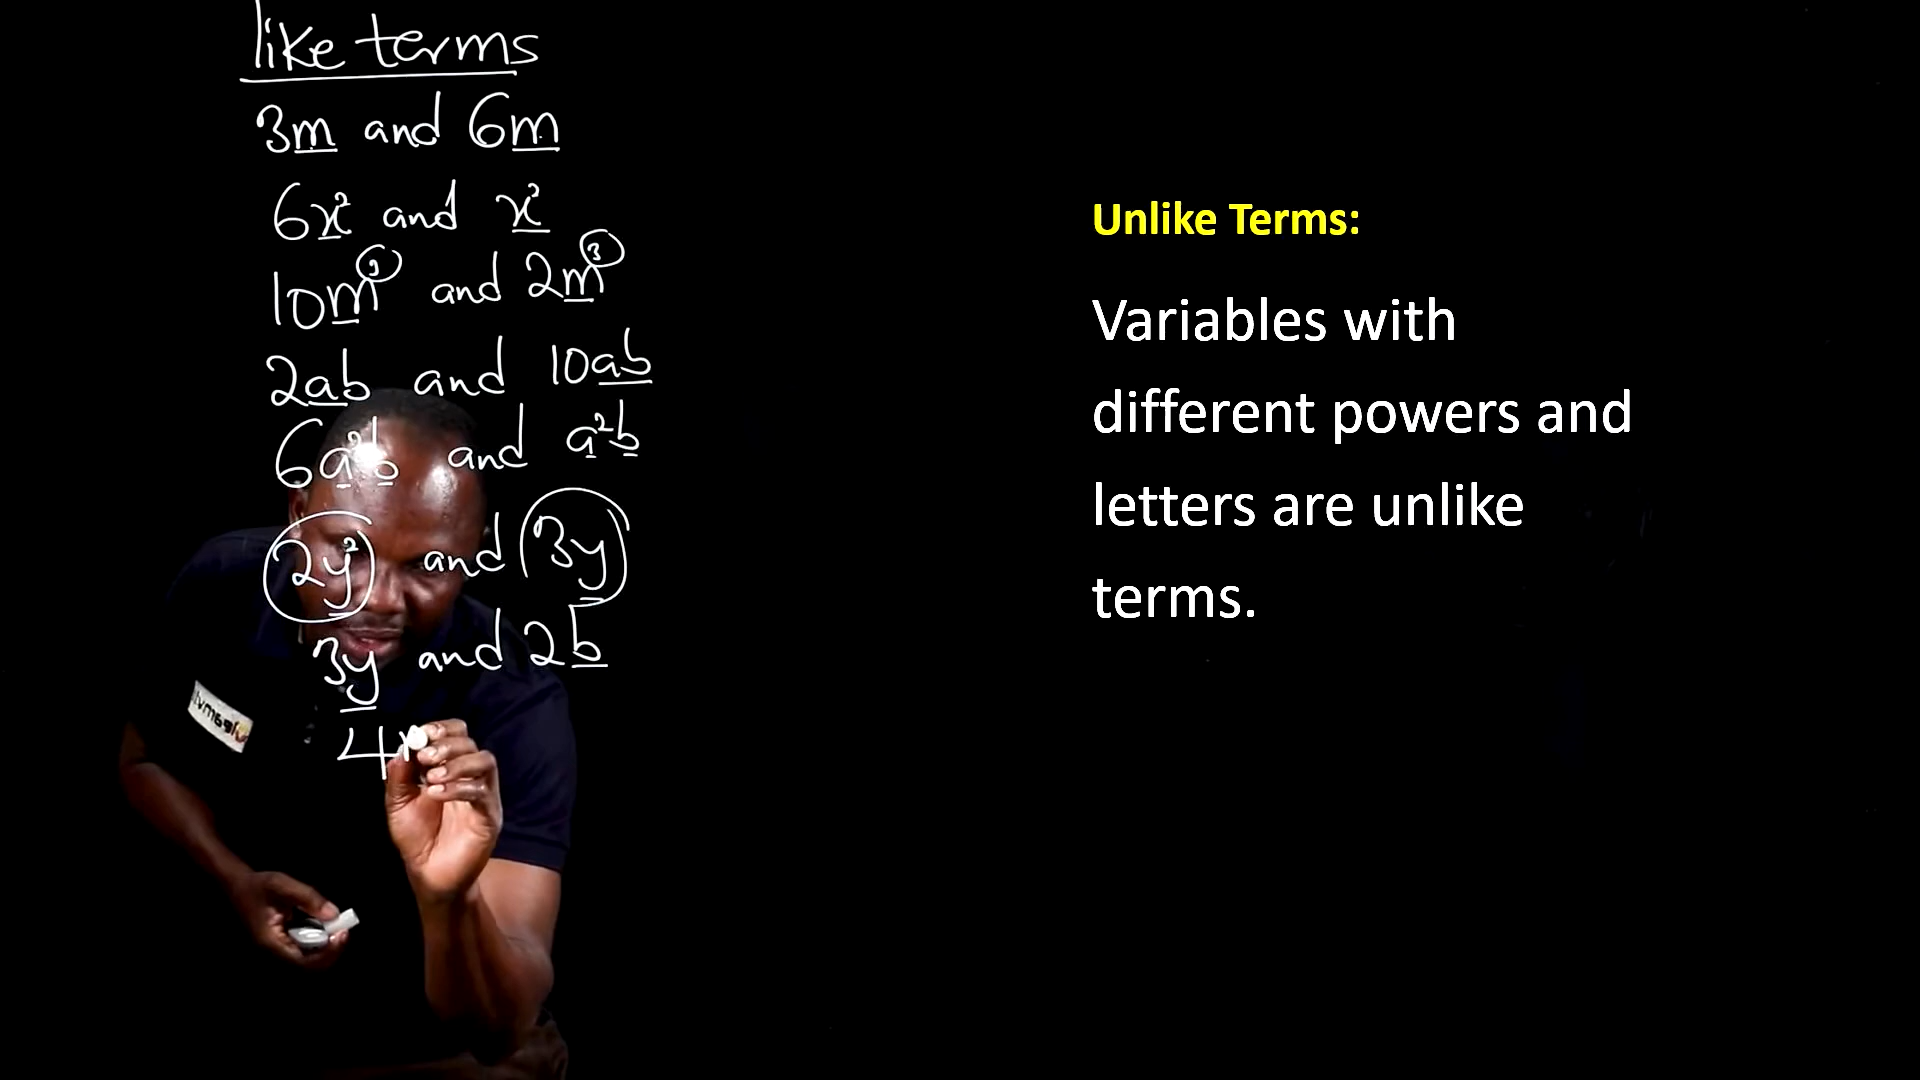 like terms
3m and 6m
6x² and x²
10m³ and 2m³
2ab and 10ab
6a²b and a²b
2y² and 3y
3y and 2b
4
Unlike Terms:
Variables with
different powers and
letters are unlike
terms.